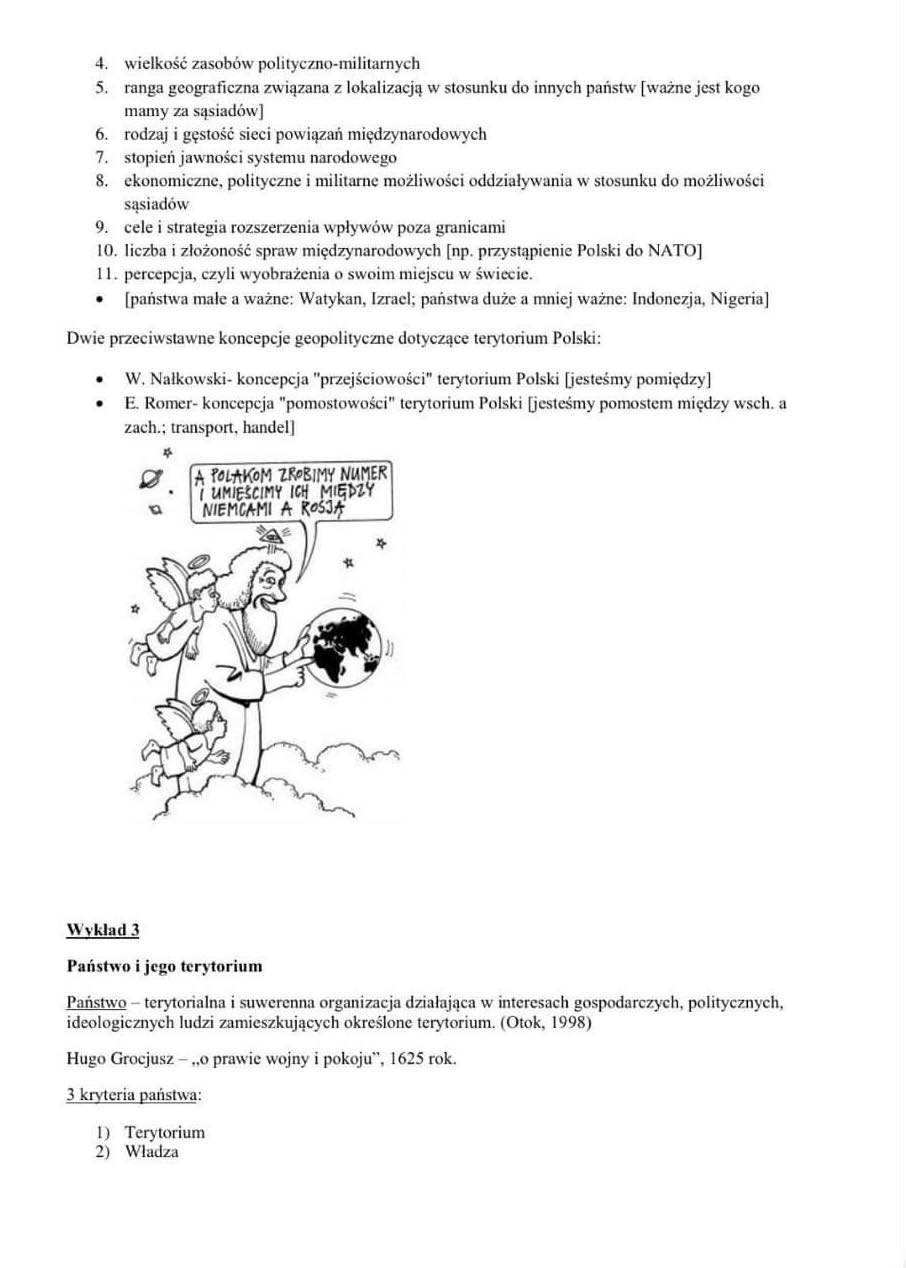 4. wielkość zasobów polityczno-militarnych
5. ranga geograficzna związana z lokalizacją w stosunku do innych państw [ważne jest kogo
mamy za sąsiadów]
6. rodzaj i gęstość sieci powiązań międzynarodowych
7. stopień jawności systemu narodowego
8. ekonomiczne, polityczne i militarne możliwości oddziaływania w stosunku do możliwości
sąsiadów
9. cele i strategia rozszerzenia wpływów poza granicami
10. liczba i złożoność spraw międzynarodowych [np. przystąpienie Polski do NATO]
11. percepcja, czyli wyobrażenia o swoim miejscu w świecie.
• [państwa małe a ważne: Watykan, Izrael; państwa duże a mniej ważne: Indonezja, Nigeria]
Dwie przeciwstawne koncepcje geopolityczne dotyczące terytorium Polski:
• W. Nałkowski- koncepcja "przejściowości" terytorium Polski [jesteśmy pomiędzy]
• E. Romer- koncepcja "pomostowości" terytorium Polski [jesteśmy pomostem między wsch. a
zach.; transport, handel]
A POLAKOM ZROBIMY NUMER
I UMIEŚCIMY ICH MIĘDZY
NIEMCAMI A ROSJĄ
Wykład 3
Państwo i jego terytorium
Państwo – terytorialna i suwerenna organizacja działająca w interesach gospodarczych, politycznych,
ideologicznych ludzi zamieszkujących określone terytorium. (Otok, 1998)
Hugo Grocjusz – „o prawie wojny i pokoju”, 1625 rok.
3 kryteria państwa:
1) Terytorium
2) Władza